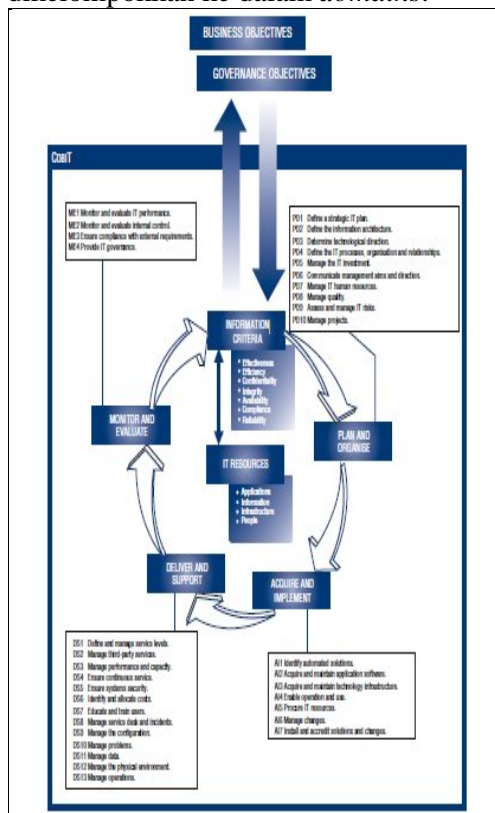 dikelompokkan ke dalam domains.
BUSINESS OBJECTIVES
GOVERNANCE OBJECTIVES
COBIT
ME1 Monitor and evaluate IT performance.
ME2 Monitor and evaluate internal control.
ME3 Ensure compliance with external requirements.
ME4 Provide IT governance.
PO1 Define a strategic IT plan.
PO2 Define the information architecture.
PO3 Determine technological direction.
PO4 Define the IT processes, organisation and relationships.
PO5 Manage the IT investment.
PO6 Communicate management aims and direction.
PO7 Manage IT human resources.
PO8 Manage quality.
PO9 Assess and manage IT risks.
PO10 Manage projects.
INFORMATION
CRITERIA
• Effectiveness
• Efficiency
• Confidentiality
• Integrity
• Availability
• Compliance
• Reliability
MONITOR AND
EVALUATE
PLAN AND
ORGANISE
IT RESOURCES
• Applications
• Information
• Infrastructure
• People
DELIVER AND
SUPPORT
ACQUIRE AND
IMPLEMENT
DS1 Define and manage service levels.
DS2 Manage third-party services.
DS3 Manage performance and capacity.
DS4 Ensure continuous service.
DS5 Ensure systems security.
DS6 Identify and allocate costs.
DS7 Educate and train users.
DS8 Manage service desk and incidents.
DS9 Manage the configuration.
DS10 Manage problems.
DS11 Manage data.
DS12 Manage the physical environment.
DS13 Manage operations.
AI1 Identify automated solutions.
AI2 Acquire and maintain application software.
AI3 Acquire and maintain technology infrastructure.
AI4 Enable operation and use.
AI5 Procure IT resources.
AI6 Manage changes.
AI7 Install and accredit solutions and changes.